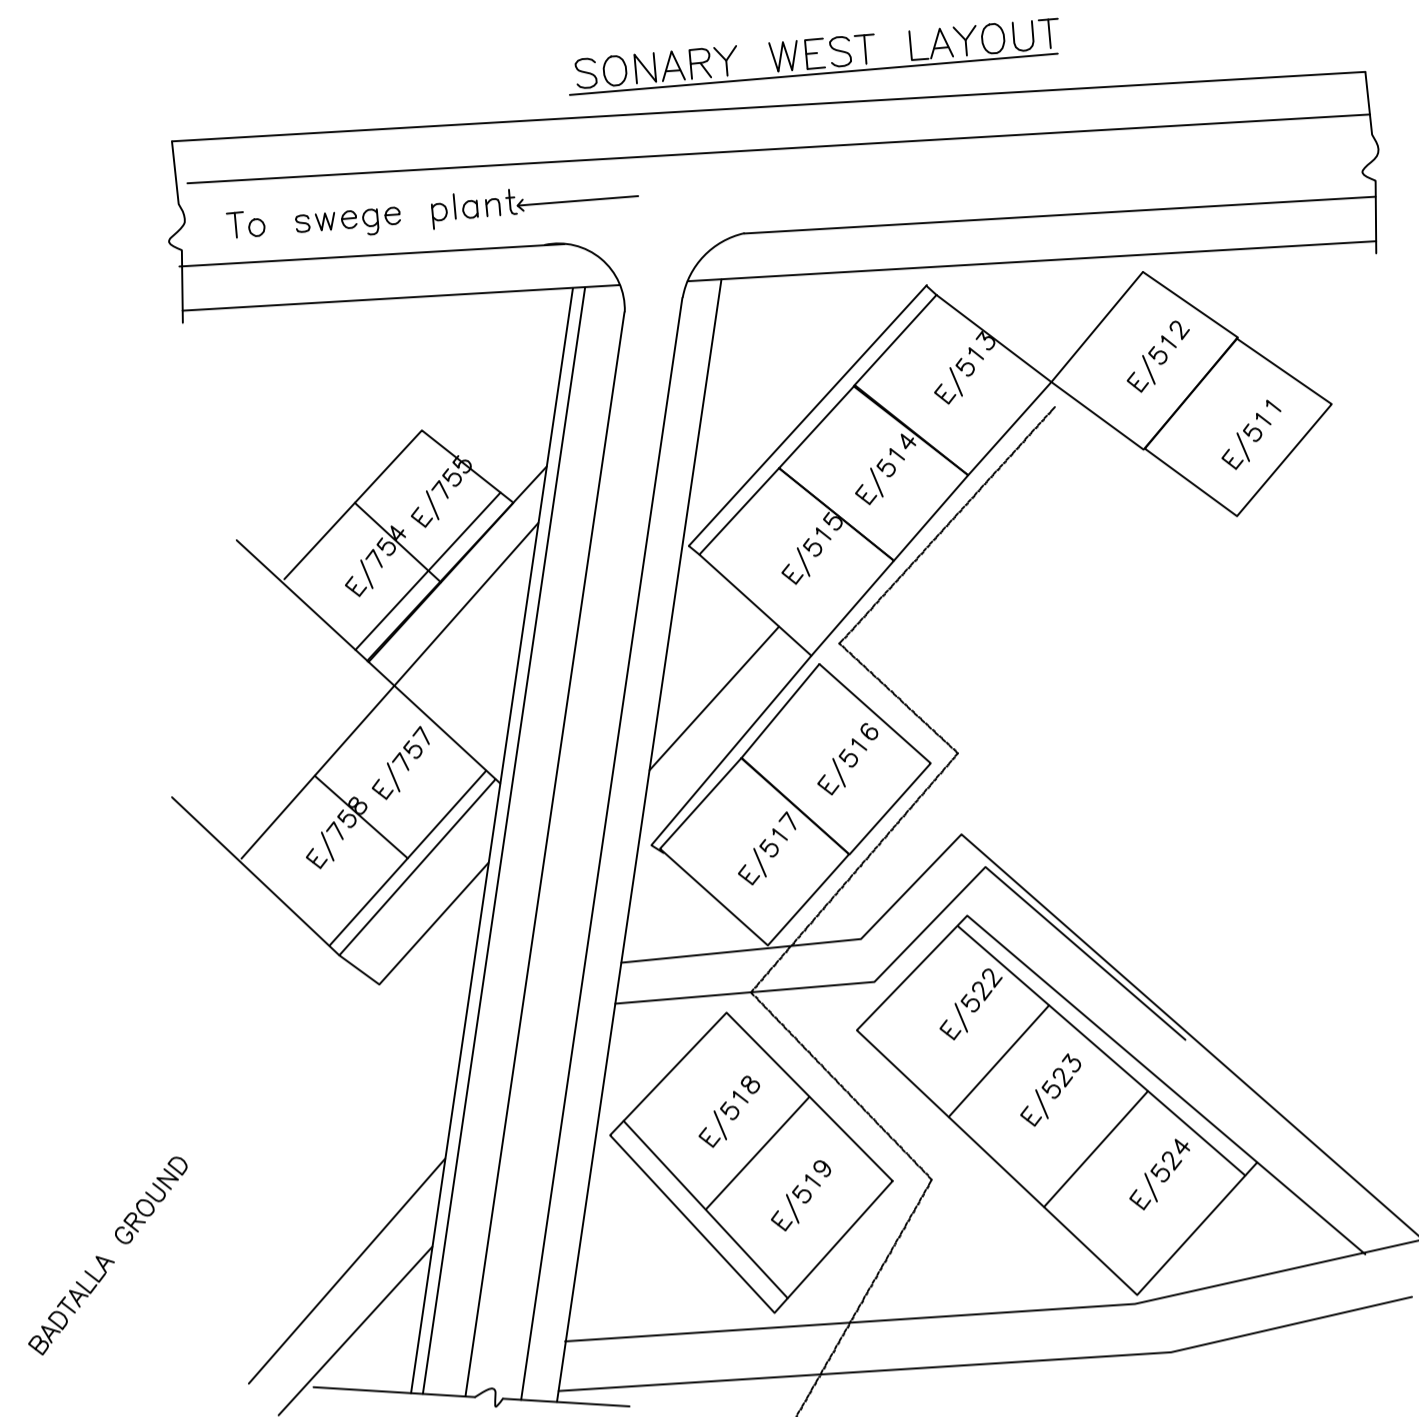 SONARY WEST LAYOUT
To swege plant
E/512
E/513
E/511
E/514
E/755
E/515
E/754
E/516
E/757
E/758
E/517
E/522
E/523
E/518
E/524
E/519
BADTALLA GROUND